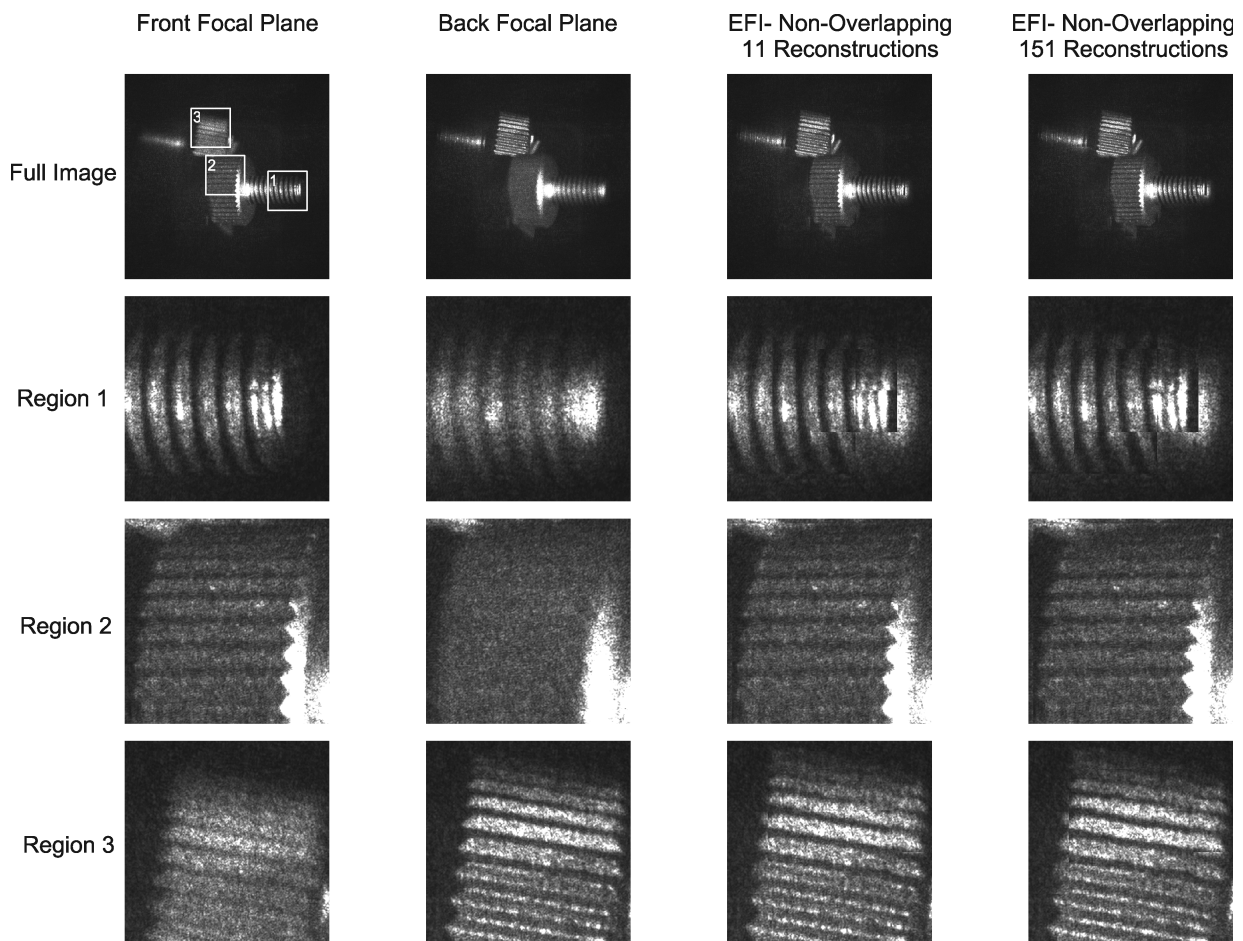 Front Focal Plane
Back Focal Plane
EFI- Non-Overlapping
11 Reconstructions
EFI- Non-Overlapping
151 Reconstructions
Full Image
3
2
1
Region 1
Region 2
Region 3